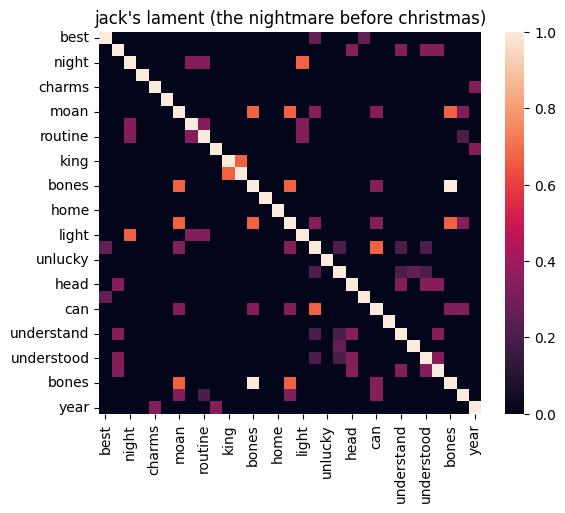 jack's lament (the nightmare before christmas)
best
night
charms
moan
routine
king
bones
home
light
unlucky
head
can
understand
understood
bones
year
1.0
0.8
0.6
0.4
0.2
0.0
best
night
charms
moan
routine
king
bones
home
light
unlucky
head
can
understand
understood
bones
year